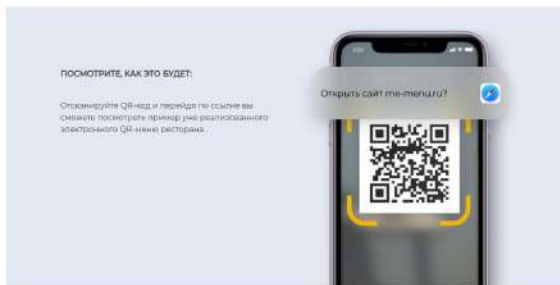 ПОСМОТРИТЕ, КАК ЭТО БУДЕТ:
Отсканируйте QR-код и перейдя по ссылке вы
сможете посмотреть пример уже реализованного
электронного QR-меню ресторана .
Открыть сайт me-menu.ru?